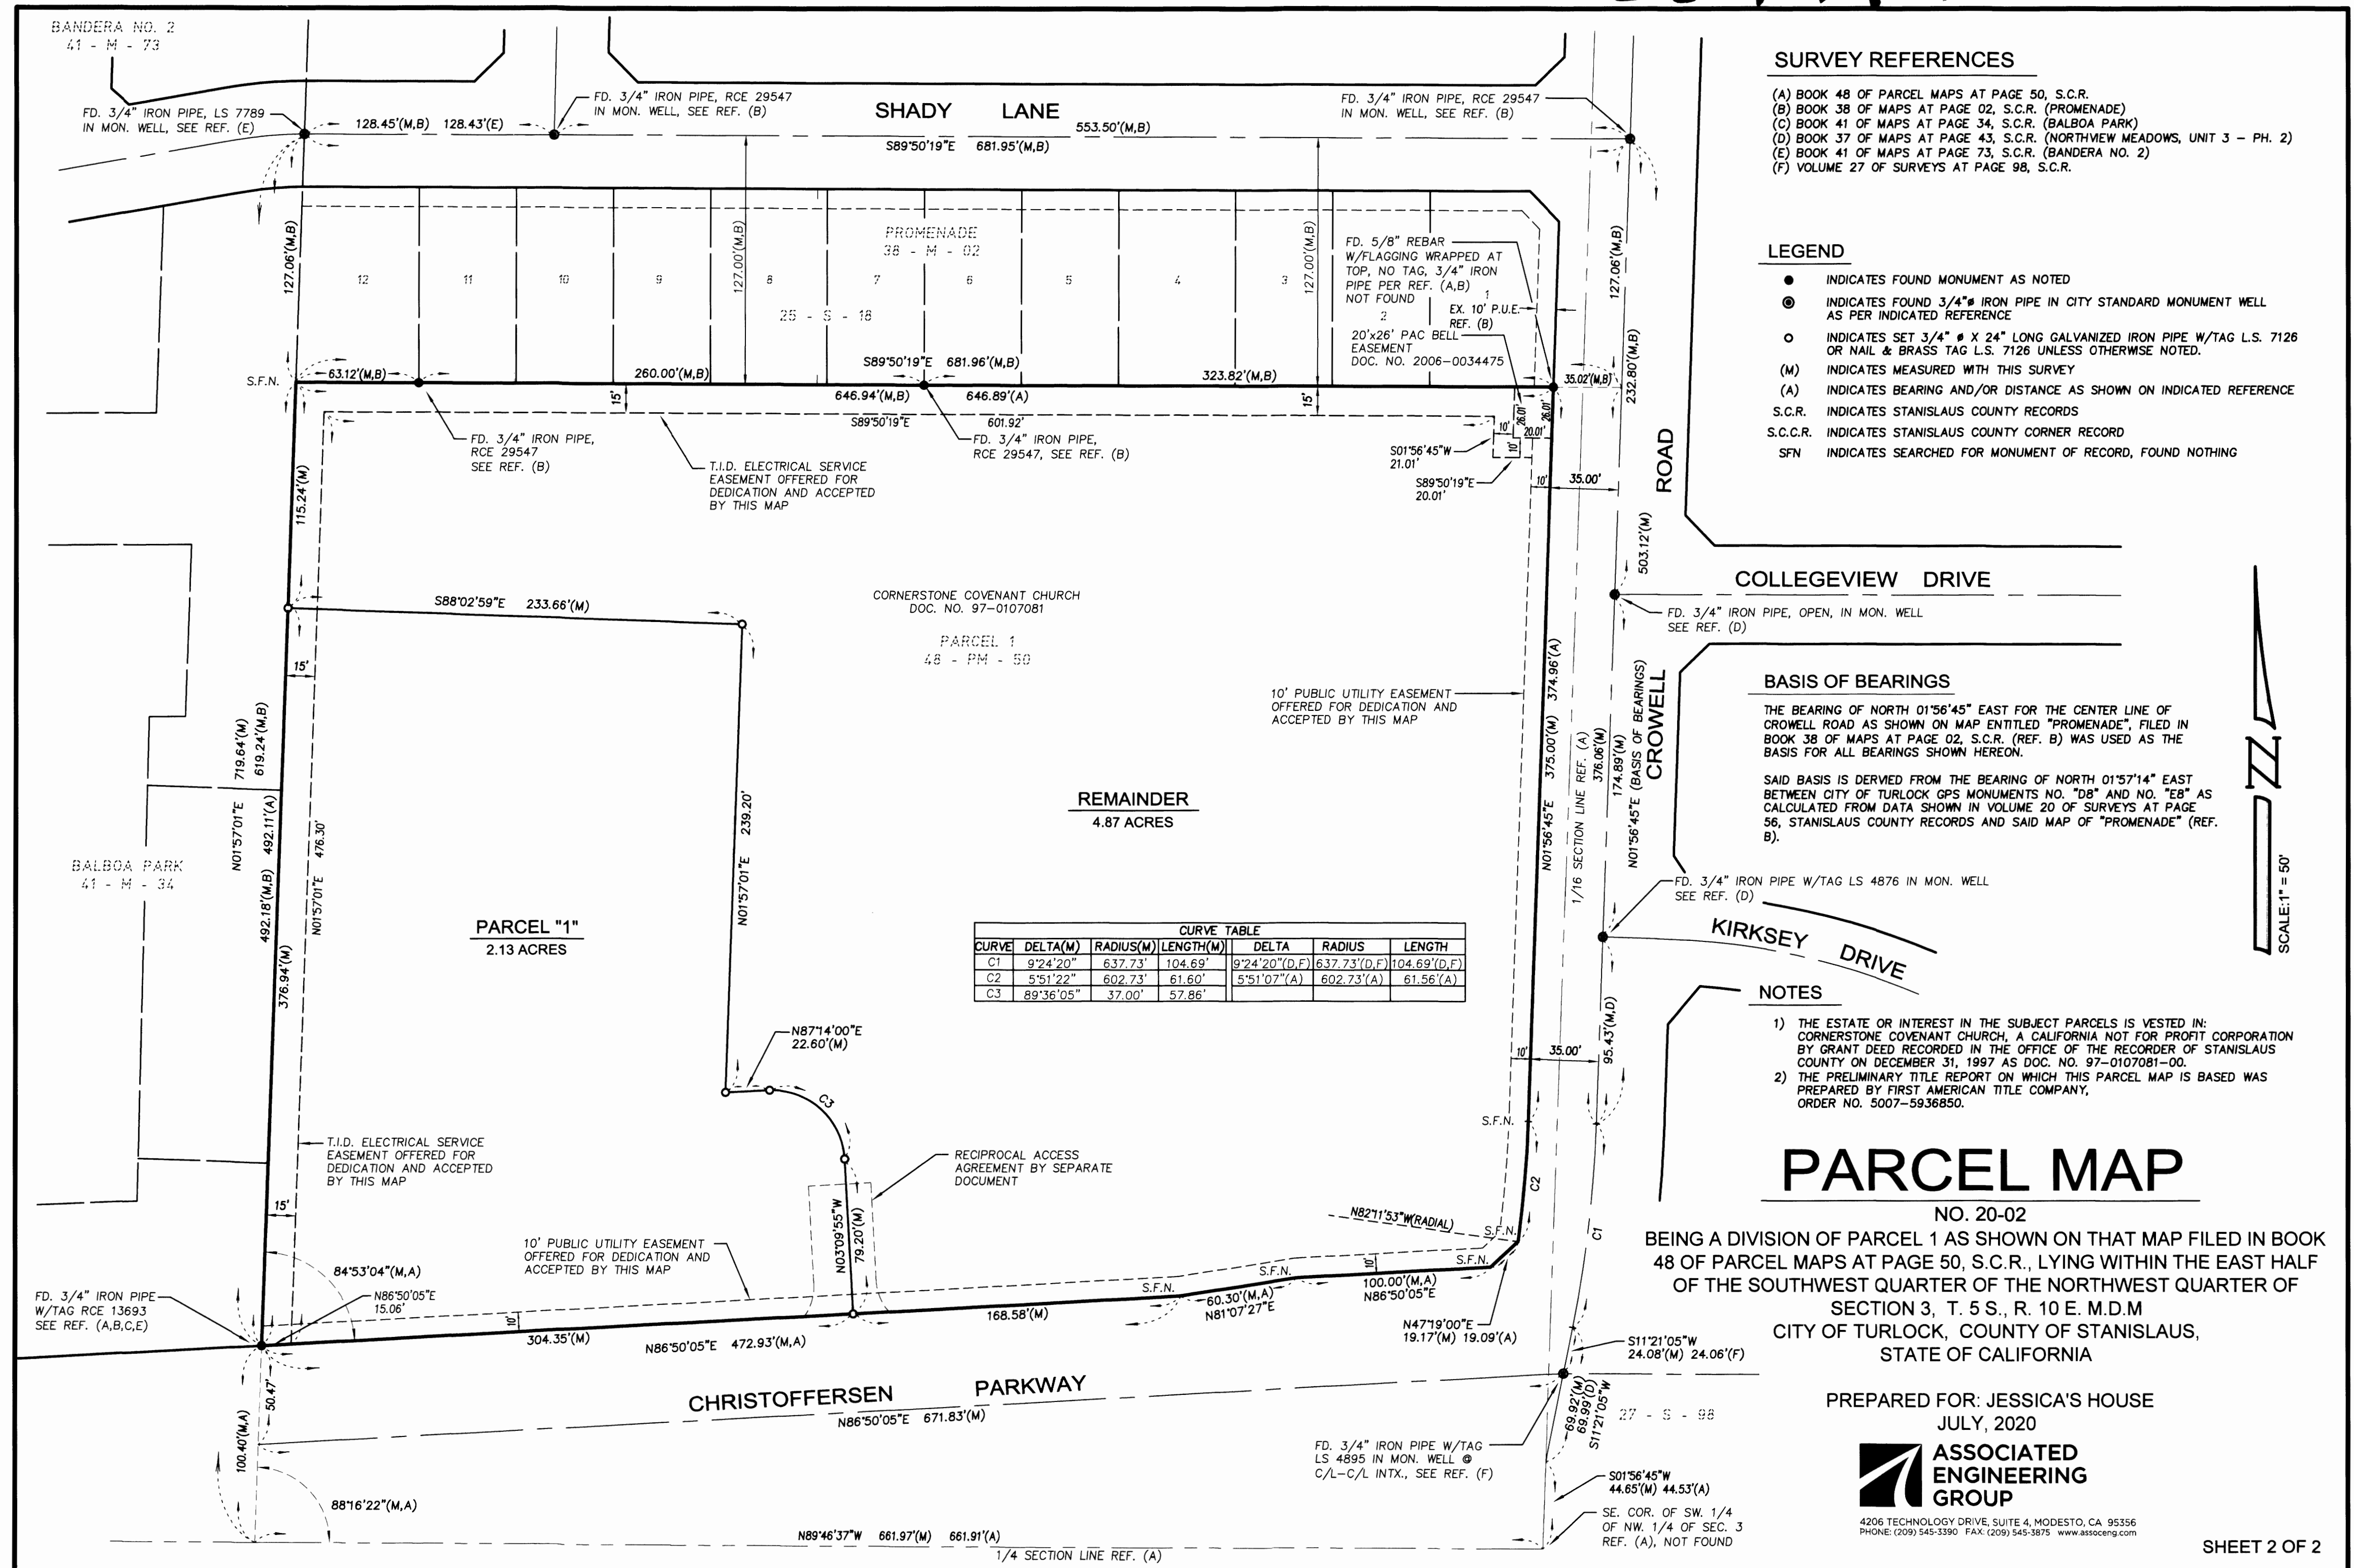 BANDERA NO. 2
41 - M - 73
FD. 3/4" IRON PIPE, LS 7789
IN MON. WELL, SEE REF. (E)
128.45'(M,B) 128.43'(E)
FD. 3/4" IRON PIPE, RCE 29547
IN MON. WELL, SEE REF. (B)
SHADY LANE
553.50'(M,B)
S89°50'19"E 681.95'(M,B)
FD. 3/4" IRON PIPE, RCE 29547
IN MON. WELL, SEE REF. (B)
127.06'(M,B)
127.00'(M,B)
127.00'(M,B)
127.06'(M,B)
PROMENADE
38 - M - 02
12
11
10
9
8
7
6
5
4
3
2
1
25 - S - 18
FD. 5/8" REBAR
W/FLAGGING WRAPPED AT
TOP, NO TAG, 3/4" IRON
PIPE PER REF. (A,B)
NOT FOUND
EX. 10' P.U.E.
REF. (B)
20'x26' PAC BELL
EASEMENT
DOC. NO. 2006-0034475
S.F.N.
63.12'(M,B)
260.00'(M,B)
S89°50'19"E 681.96'(M,B)
323.82'(M,B)
35.02'(M,B)
232.80'(M,B)
646.94'(M,B) 646.89'(A)
15'
15'
S89°50'19"E 601.92'
26.01'
26.01'
20.01'
10'
10'
S01°56'45"W
21.01'
S89°50'19"E
20.01'
10'
35.00'
FD. 3/4" IRON PIPE,
RCE 29547
SEE REF. (B)
T.I.D. ELECTRICAL SERVICE
EASEMENT OFFERED FOR
DEDICATION AND ACCEPTED
BY THIS MAP
FD. 3/4" IRON PIPE,
RCE 29547, SEE REF. (B)
115.24'(M)
S88°02'59"E 233.66'(M)
CORNERSTONE COVENANT CHURCH
DOC. NO. 97-0107081
PARCEL 1
48 - PM - 50
15'
10' PUBLIC UTILITY EASEMENT
OFFERED FOR DEDICATION AND
ACCEPTED BY THIS MAP
719.64'(M)
619.24'(M,B)
N01°57'01"E
492.18'(M,B) 492.11'(A)
376.94'(M)
N01°57'01"E 476.30'
N01°57'01"E 239.20'
BALBOA PARK
41 - M - 34
PARCEL "1"
2.13 ACRES
REMAINDER
4.87 ACRES
N01°56'45"E 375.00'(M) 374.96'(A)
1/16 SECTION LINE REF. (A)
376.06'(M)
174.89'(M)
N01°56'45"E (BASIS OF BEARINGS)
CROWELL ROAD
503.12'(M)
COLLEGEVIEW DRIVE
FD. 3/4" IRON PIPE, OPEN, IN MON. WELL
SEE REF. (D)
FD. 3/4" IRON PIPE W/TAG LS 4876 IN MON. WELL
SEE REF. (D)
KIRKSEY DRIVE
95.43'(M,D)
CURVE TABLE
CURVE DELTA(M) RADIUS(M) LENGTH(M) DELTA RADIUS LENGTH
C1 9°24'20" 637.73' 104.69' 9°24'20"(D,F) 637.73'(D,F) 104.69'(D,F)
C2 5°51'22" 602.73' 61.60' 5°51'07"(A) 602.73'(A) 61.56'(A)
C3 89°36'05" 37.00' 57.86'
N87°14'00"E
22.60'(M)
C3
10'
35.00'
S.F.N.
C2
C1
RECIPROCAL ACCESS
AGREEMENT BY SEPARATE
DOCUMENT
N03°09'55"W
79.20'(M)
T.I.D. ELECTRICAL SERVICE
EASEMENT OFFERED FOR
DEDICATION AND ACCEPTED
BY THIS MAP
15'
10' PUBLIC UTILITY EASEMENT
OFFERED FOR DEDICATION AND
ACCEPTED BY THIS MAP
N82°11'53"W(RADIAL)
S.F.N.
S.F.N.
S.F.N.
S.F.N.
84°53'04"(M,A)
FD. 3/4" IRON PIPE
W/TAG RCE 13693
SEE REF. (A,B,C,E)
N86°50'05"E
15.06'
10'
304.35'(M)
N86°50'05"E 472.93'(M,A)
168.58'(M)
60.30'(M,A)
N81°07'27"E
10'
100.00'(M,A)
N86°50'05"E
N47°19'00"E
19.17'(M) 19.09'(A)
S11°21'05"W
24.08'(M) 24.06'(F)
CHRISTOFFERSEN PARKWAY
N86°50'05"E 671.83'(M)
50.47'
100.40'(M,A)
88°16'22"(M,A)
69.92'(M)
69.99'(D)
S11°21'05"W
27 - S - 98
FD. 3/4" IRON PIPE W/TAG
LS 4895 IN MON. WELL @
C/L-C/L INTX., SEE REF. (F)
S01°56'45"W
44.65'(M) 44.53'(A)
SE. COR. OF SW. 1/4
OF NW. 1/4 OF SEC. 3
REF. (A), NOT FOUND
N89°46'37"W 661.97'(M) 661.91'(A)
1/4 SECTION LINE REF. (A)
SURVEY REFERENCES
(A) BOOK 48 OF PARCEL MAPS AT PAGE 50, S.C.R.
(B) BOOK 38 OF MAPS AT PAGE 02, S.C.R. (PROMENADE)
(C) BOOK 41 OF MAPS AT PAGE 34, S.C.R. (BALBOA PARK)
(D) BOOK 37 OF MAPS AT PAGE 43, S.C.R. (NORTHVIEW MEADOWS, UNIT 3 - PH. 2)
(E) BOOK 41 OF MAPS AT PAGE 73, S.C.R. (BANDERA NO. 2)
(F) VOLUME 27 OF SURVEYS AT PAGE 98, S.C.R.
LEGEND
INDICATES FOUND MONUMENT AS NOTED
INDICATES FOUND 3/4"ø IRON PIPE IN CITY STANDARD MONUMENT WELL
AS PER INDICATED REFERENCE
INDICATES SET 3/4" ø X 24" LONG GALVANIZED IRON PIPE W/TAG L.S. 7126
OR NAIL & BRASS TAG L.S. 7126 UNLESS OTHERWISE NOTED.
(M) INDICATES MEASURED WITH THIS SURVEY
(A) INDICATES BEARING AND/OR DISTANCE AS SHOWN ON INDICATED REFERENCE
S.C.R. INDICATES STANISLAUS COUNTY RECORDS
S.C.C.R. INDICATES STANISLAUS COUNTY CORNER RECORD
SFN INDICATES SEARCHED FOR MONUMENT OF RECORD, FOUND NOTHING
BASIS OF BEARINGS
THE BEARING OF NORTH 01°56'45" EAST FOR THE CENTER LINE OF
CROWELL ROAD AS SHOWN ON MAP ENTITLED "PROMENADE", FILED IN
BOOK 38 OF MAPS AT PAGE 02, S.C.R. (REF. B) WAS USED AS THE
BASIS FOR ALL BEARINGS SHOWN HEREON.
SAID BASIS IS DERVIED FROM THE BEARING OF NORTH 01°57'14" EAST
BETWEEN CITY OF TURLOCK GPS MONUMENTS NO. "D8" AND NO. "E8" AS
CALCULATED FROM DATA SHOWN IN VOLUME 20 OF SURVEYS AT PAGE
56, STANISLAUS COUNTY RECORDS AND SAID MAP OF "PROMENADE" (REF.
B).
N
SCALE:1" = 50'
NOTES
1) THE ESTATE OR INTEREST IN THE SUBJECT PARCELS IS VESTED IN:
CORNERSTONE COVENANT CHURCH, A CALIFORNIA NOT FOR PROFIT CORPORATION
BY GRANT DEED RECORDED IN THE OFFICE OF THE RECORDER OF STANISLAUS
COUNTY ON DECEMBER 31, 1997 AS DOC. NO. 97-0107081-00.
2) THE PRELIMINARY TITLE REPORT ON WHICH THIS PARCEL MAP IS BASED WAS
PREPARED BY FIRST AMERICAN TITLE COMPANY,
ORDER NO. 5007-5936850.
PARCEL MAP
NO. 20-02
BEING A DIVISION OF PARCEL 1 AS SHOWN ON THAT MAP FILED IN BOOK
48 OF PARCEL MAPS AT PAGE 50, S.C.R., LYING WITHIN THE EAST HALF
OF THE SOUTHWEST QUARTER OF THE NORTHWEST QUARTER OF
SECTION 3, T. 5 S., R. 10 E. M.D.M
CITY OF TURLOCK, COUNTY OF STANISLAUS,
STATE OF CALIFORNIA
PREPARED FOR: JESSICA'S HOUSE
JULY, 2020
ASSOCIATED
ENGINEERING
GROUP
4206 TECHNOLOGY DRIVE, SUITE 4, MODESTO, CA 95356
PHONE: (209) 545-3390 FAX: (209) 545-3875 www.assoceng.com
SHEET 2 OF 2